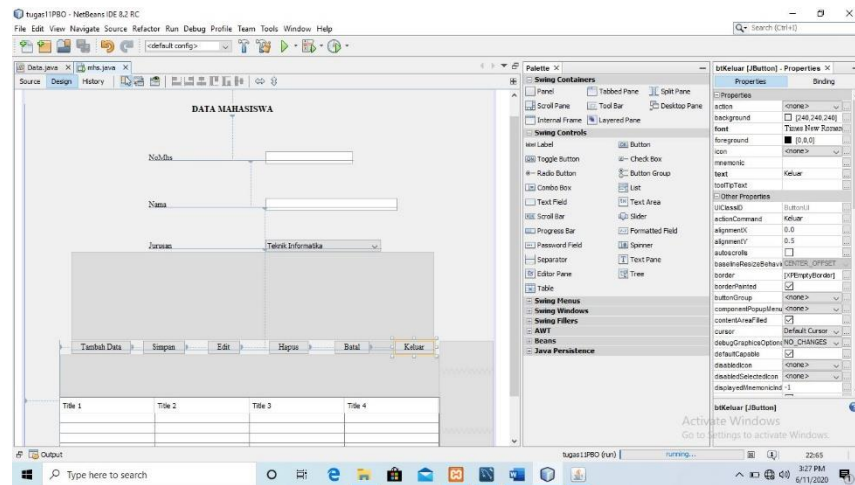 tugas11PBO - NetBeans IDE 8.2 RC
File Edit View Navigate Source Refactor Run Debug Profile Team Tools Window Help
Search (Ctrl+I)
<default config>
Data.java
mhs.java
Source Design History
DATA MAHASISWA
NoMhs
Nama
Jurusan
Teknik Informatika
Tambah Data Simpan Edit Hapus Batal Keluar
Title 1 Title 2 Title 3 Title 4
Palette
Swing Containers
Panel Tabbed Pane Split Pane
Scroll Pane Tool Bar Desktop Pane
Internal Frame Layered Pane
Swing Controls
Label Button
Toggle Button Check Box
Radio Button Button Group
Combo Box List
Text Field Text Area
Scroll Bar Slider
Progress Bar Formatted Field
Password Field Spinner
Separator Text Pane
Editor Pane Tree
Table
Swing Menus
Swing Windows
Swing Fillers
AWT
Beans
Java Persistence
btKeluar [JButton] - Properties
Properties Binding
Properties
action <none>
background [240,240,240]
font Times New Roman
foreground [0,0,0]
icon <none>
mnemonic
text Keluar
toolTipText
Other Properties
UIClassID ButtonUI
actionCommand Keluar
alignmentX 0.0
alignmentY 0.5
autoscrolls
baselineResizeBehavi CENTER_OFFSET
border [XPEmptyBorder]
borderPainted
buttonGroup <none>
componentPopupMenu <none>
contentAreaFilled
cursor Default Cursor
debugGraphicsOptions NO_CHANGES
defaultCapable
disabledIcon <none>
disabledSelectedIcon <none>
displayedMnemonicInd -1
btKeluar [JButton]
Activate Windows
Go to Settings to activate Windows.
Output
tugas11PBO (run)
running...
22:65
Type here to search
3:27 PM
6/11/2020